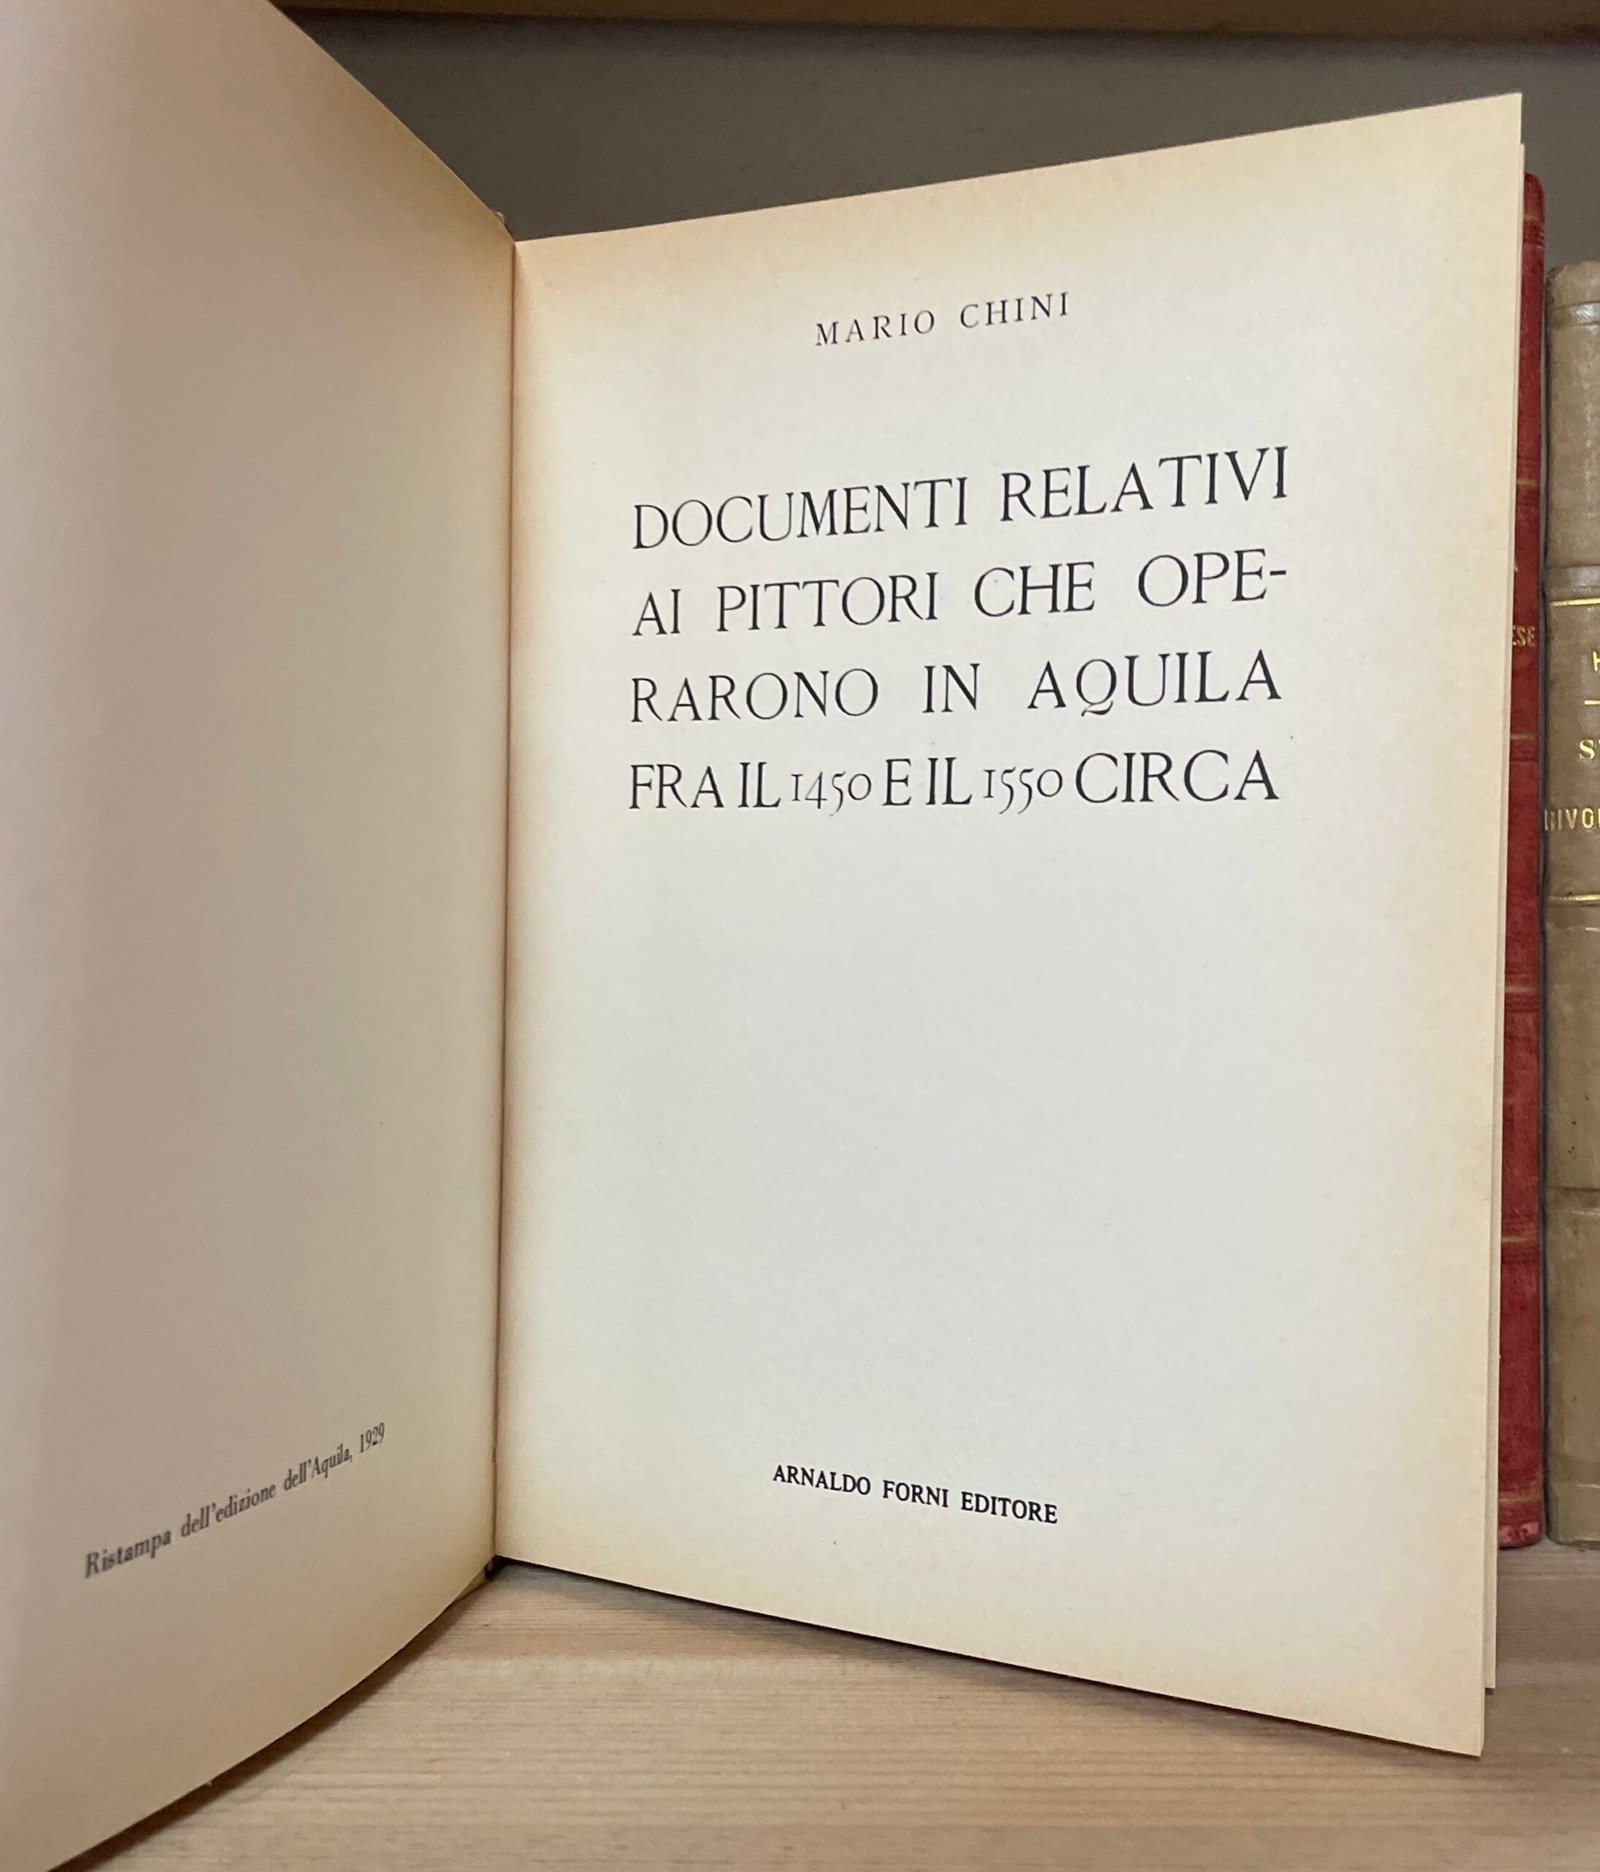 Ristampa dell'edizione dell'Aquila, 1929
MARIO CHINI
DOCUMENTI RELATIVI
AI PITTORI CHE OPE-
RARONO IN AQUILA
FRA IL 1450 E IL 1550 CIRCA
ARNALDO FORNI EDITORE